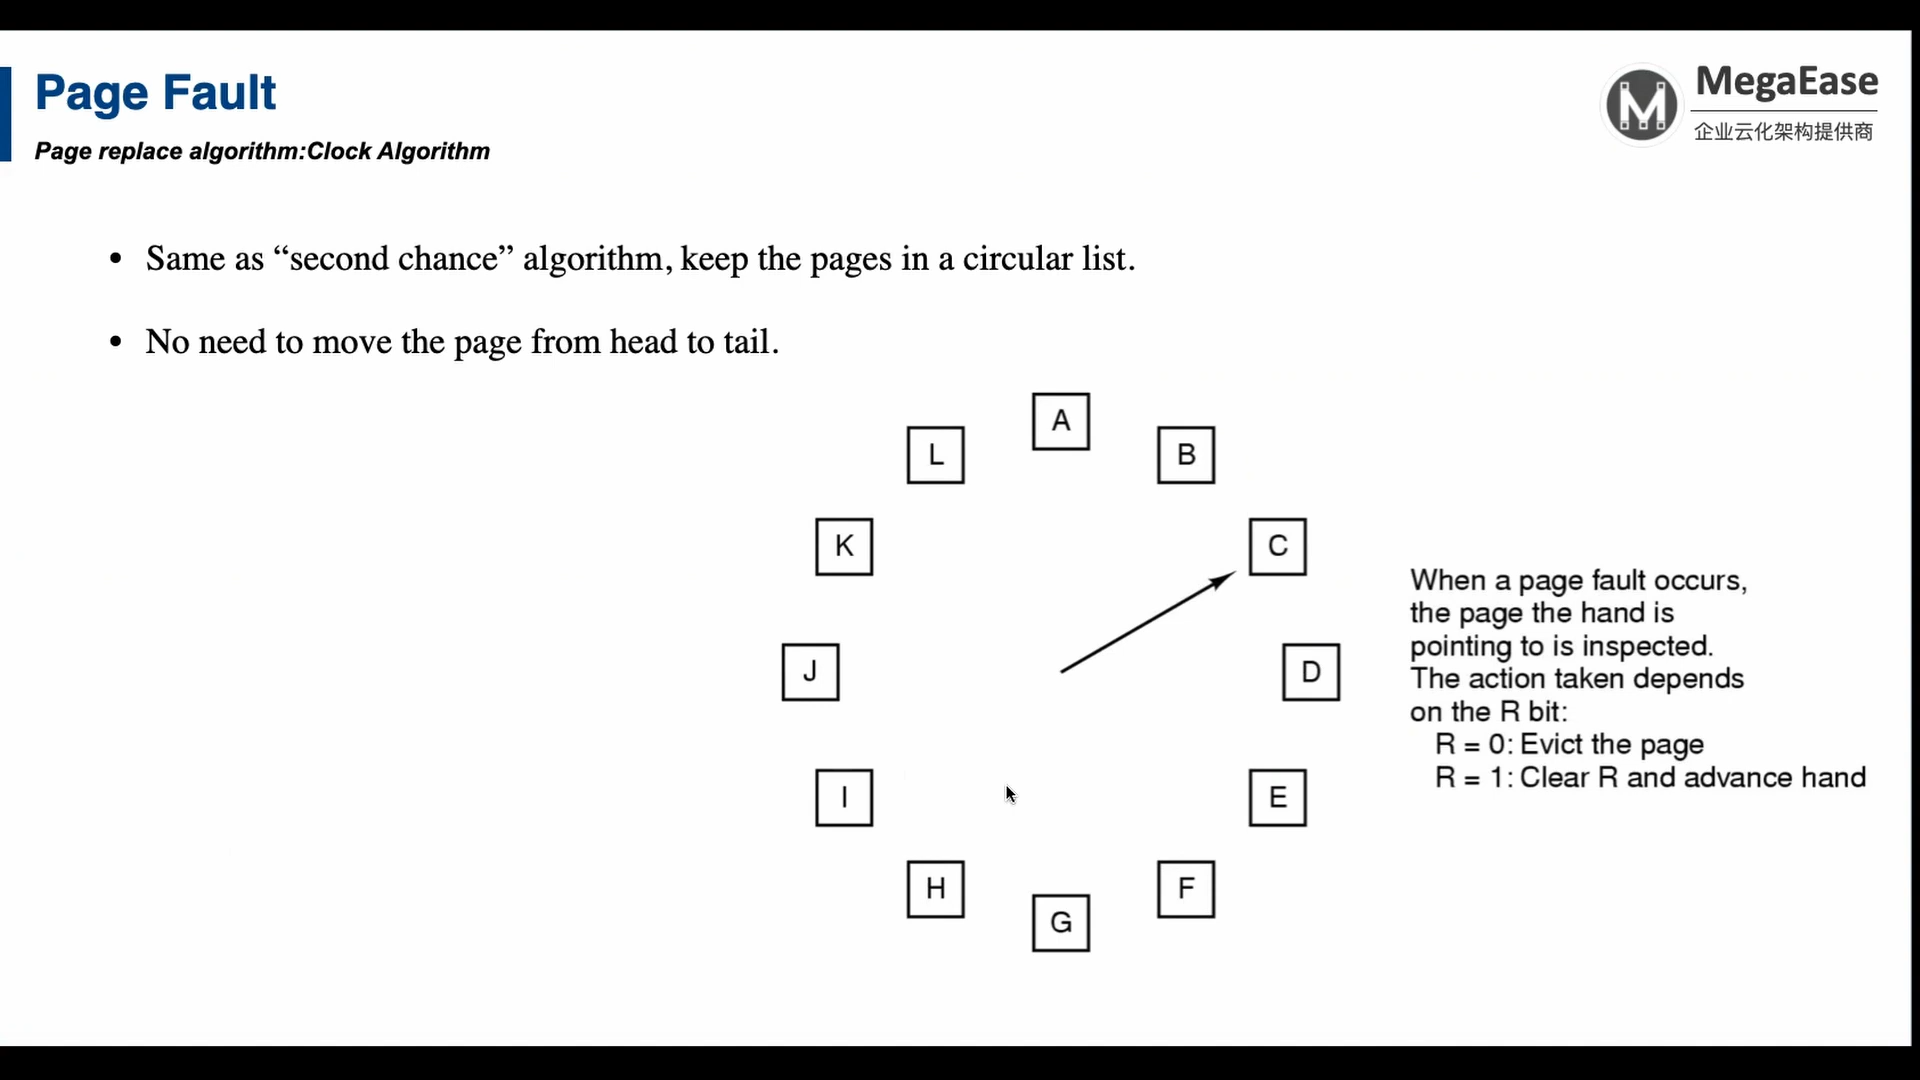 Page Fault
Page replace algorithm:Clock Algorithm
MegaEase
企业云化架构提供商
• Same as “second chance” algorithm, keep the pages in a circular list.
• No need to move the page from head to tail.
A
L
B
K
C
J
D
I
E
H
F
G
When a page fault occurs,
the page the hand is
pointing to is inspected.
The action taken depends
on the R bit:
R = 0: Evict the page
R = 1: Clear R and advance hand